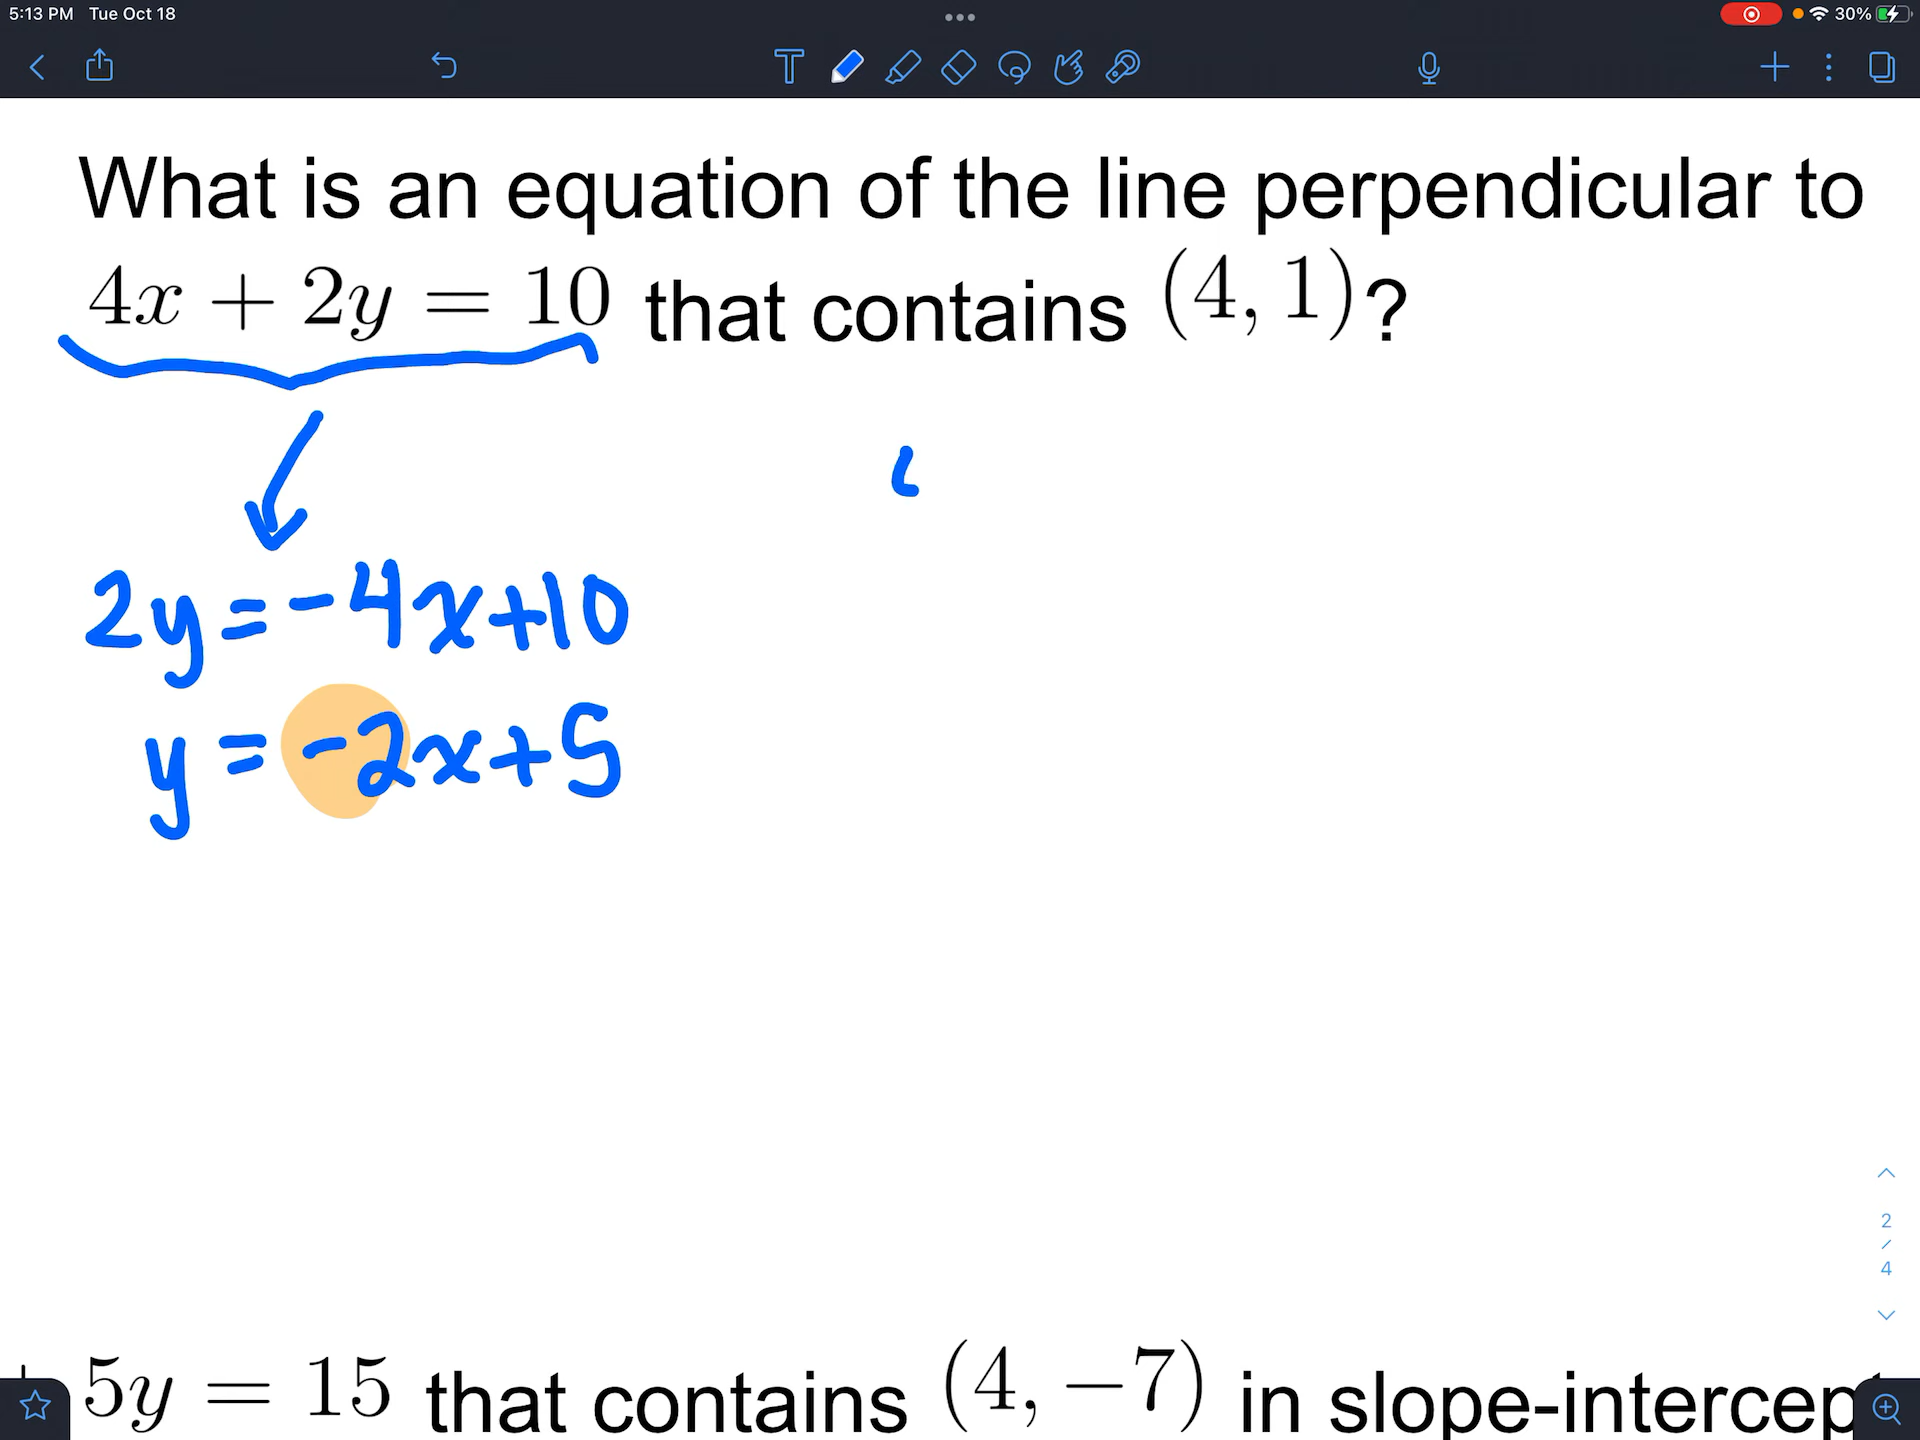 5:13 PM Tue Oct 18
30%
What is an equation of the line perpendicular to
4x + 2y = 10 that contains (4, 1)?
2y = -4x+10
y = -2x+5
2
/
4
5y = 15 that contains (4, −7) in slope-intercep